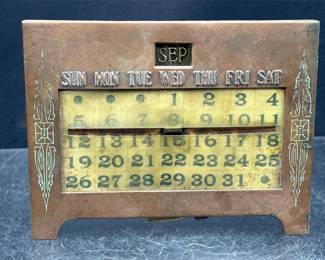 SEP
SUN MON TUE WED THU FRI SAT
1 2 3 4
5 6 7 8 9 10 11
12 13 14 15 16 17 18
19 20 21 22 23 24 25
26 27 28 29 30 31